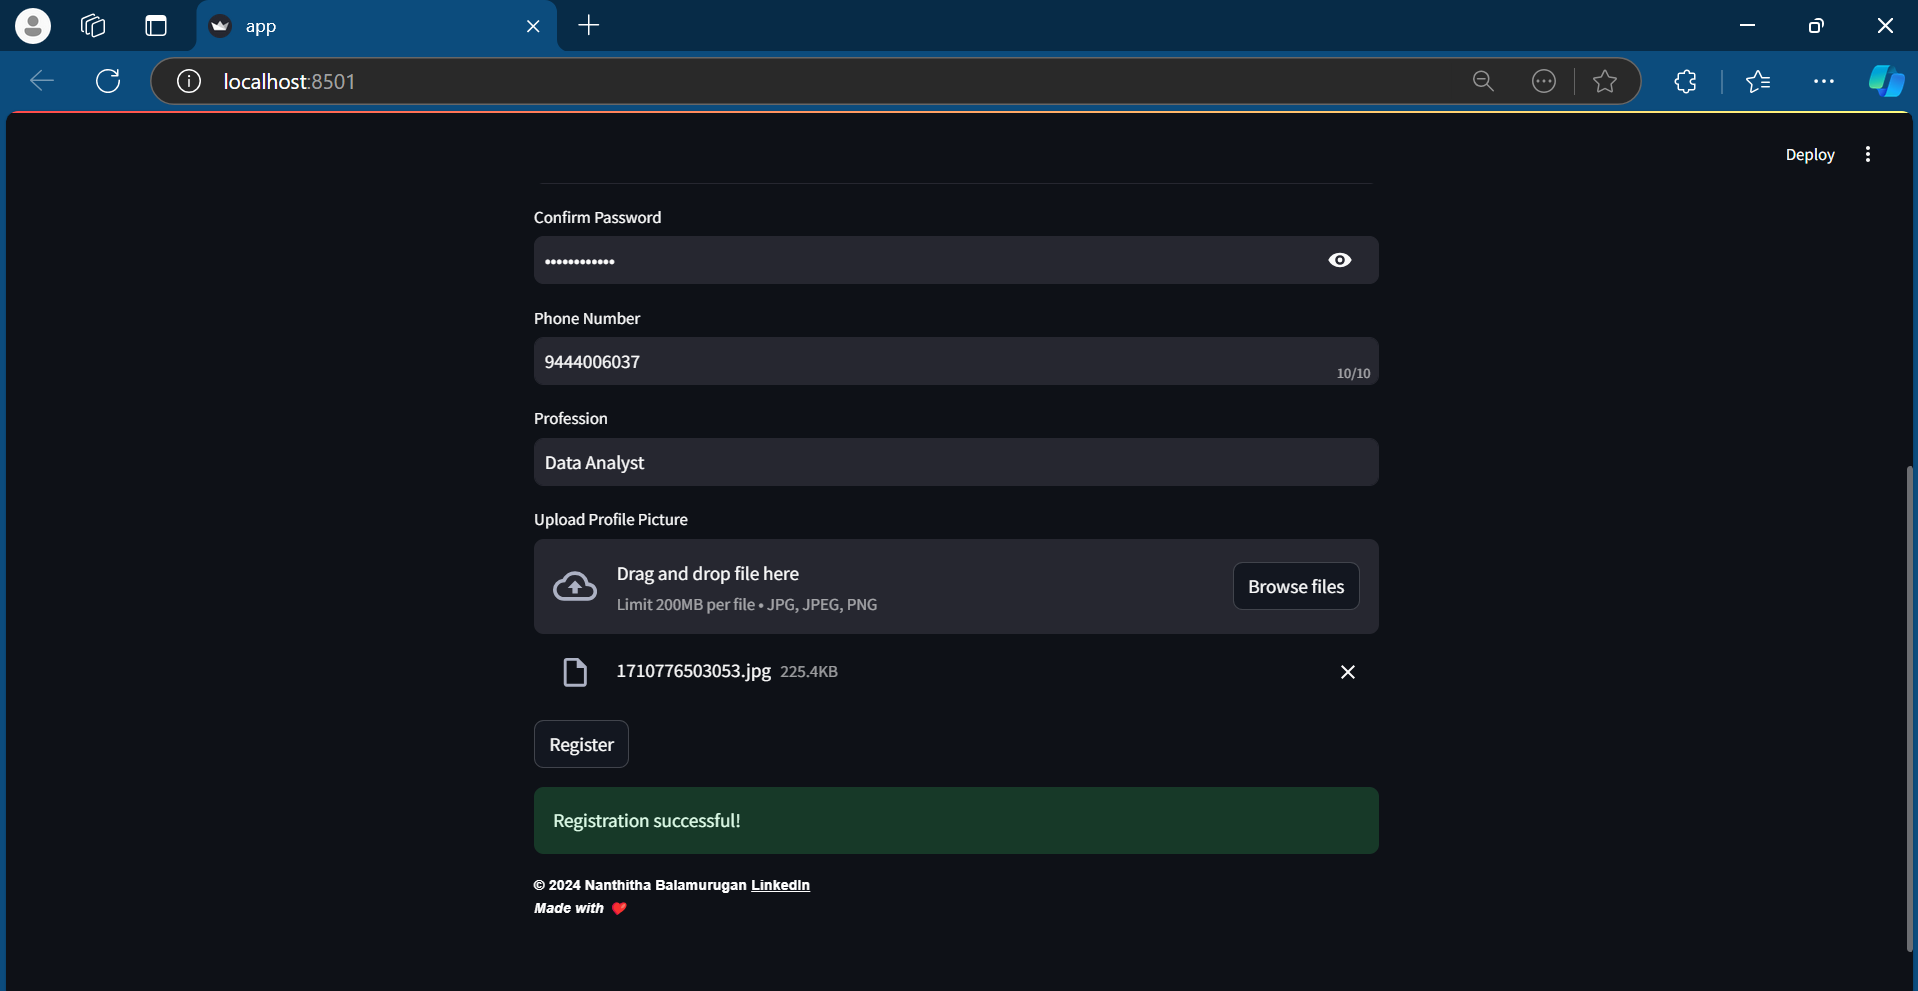 app
localhost:8501
Deploy
Confirm Password
••••••••••••
Phone Number
9444006037
10/10
Profession
Data Analyst
Upload Profile Picture
Drag and drop file here
Limit 200MB per file • JPG, JPEG, PNG
Browse files
1710776503053.jpg 225.4KB
Register
Registration successful!
© 2024 Nanthitha Balamurugan LinkedIn
Made with ❤️